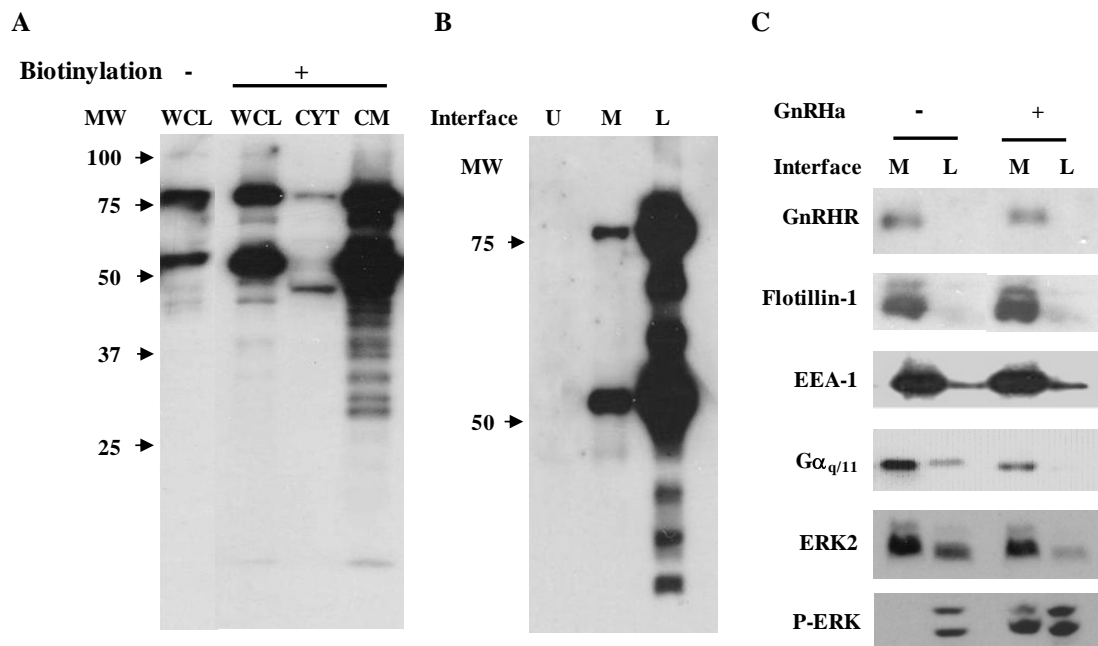 A
Biotinylation - +
MW WCL WCL CYT CM
100
75
50
37
25
B
Interface U M L
MW
75
50
C
GnRHa - +
Interface M L M L
GnRHR
Flotillin-1
EEA-1
Gαq/11
ERK2
P-ERK